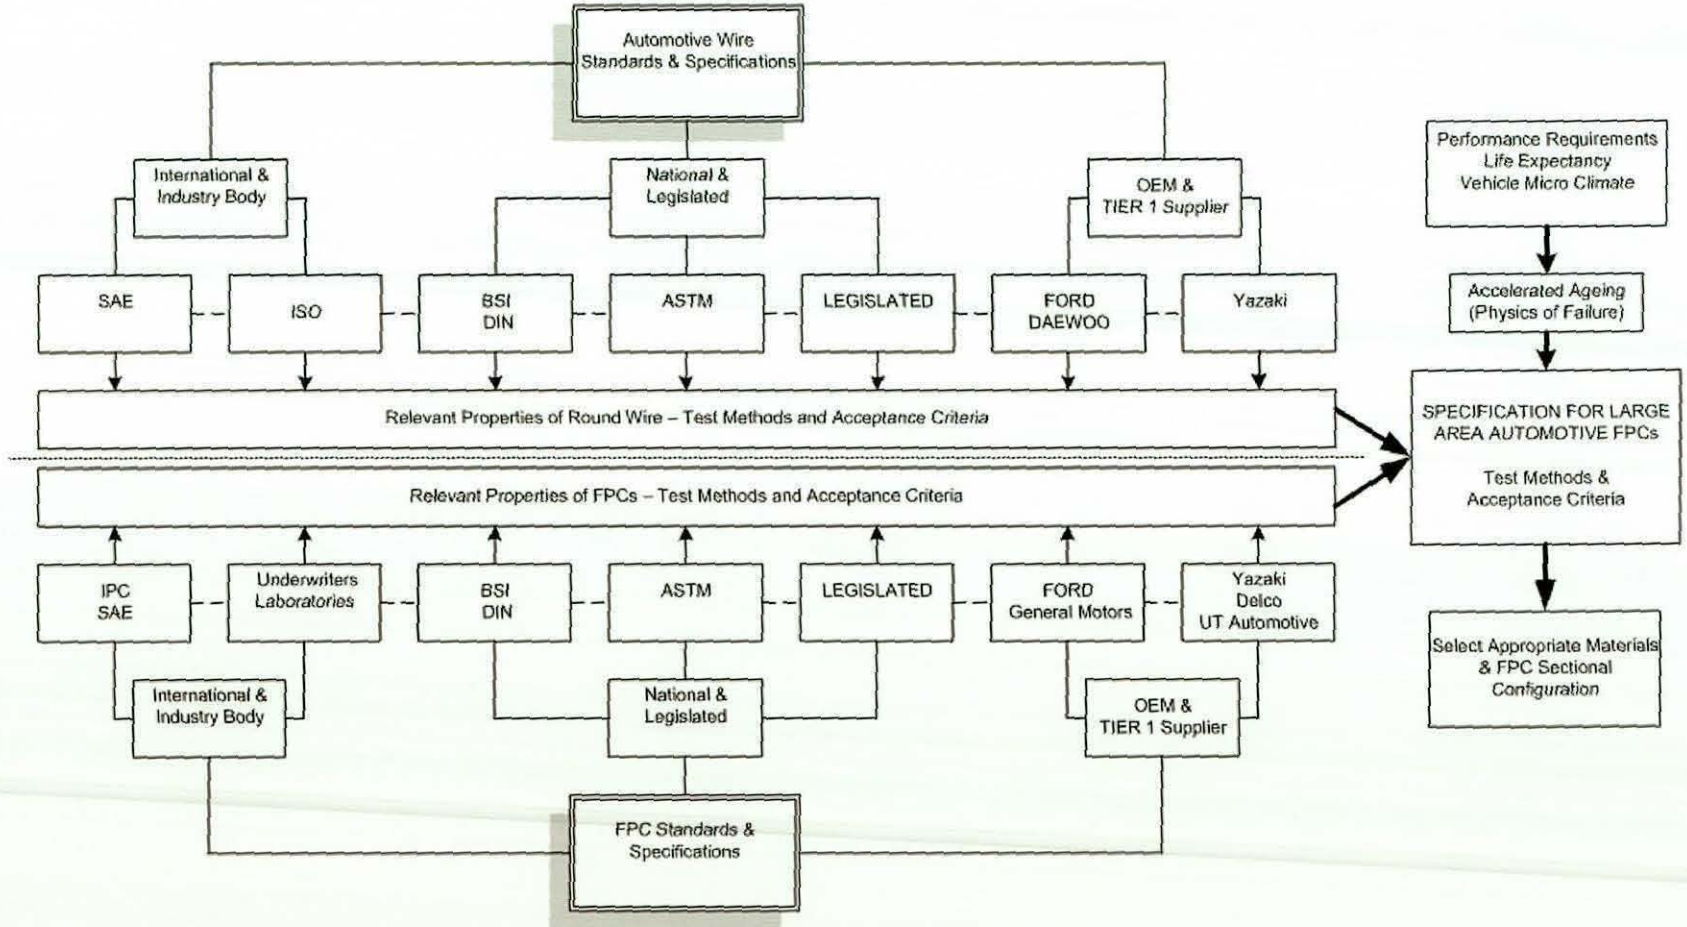 Automotive Wire
Standards & Specifications
International &
Industry Body
National &
Legislated
OEM &
TIER 1 Supplier
SAE
ISO
BSI
DIN
ASTM
LEGISLATED
FORD
DAEWOO
Yazaki
Relevant Properties of Round Wire – Test Methods and Acceptance Criteria
Relevant Properties of FPCs – Test Methods and Acceptance Criteria
IPC
SAE
Underwriters
Laboratories
BSI
DIN
ASTM
LEGISLATED
FORD
General Motors
Yazaki
Delco
UT Automotive
International &
Industry Body
National &
Legislated
OEM &
TIER 1 Supplier
FPC Standards &
Specifications
Performance Requirements
Life Expectancy
Vehicle Micro Climate
Accelerated Ageing
(Physics of Failure)
SPECIFICATION FOR LARGE
AREA AUTOMOTIVE FPCs
Test Methods &
Acceptance Criteria
Select Appropriate Materials
& FPC Sectional
Configuration